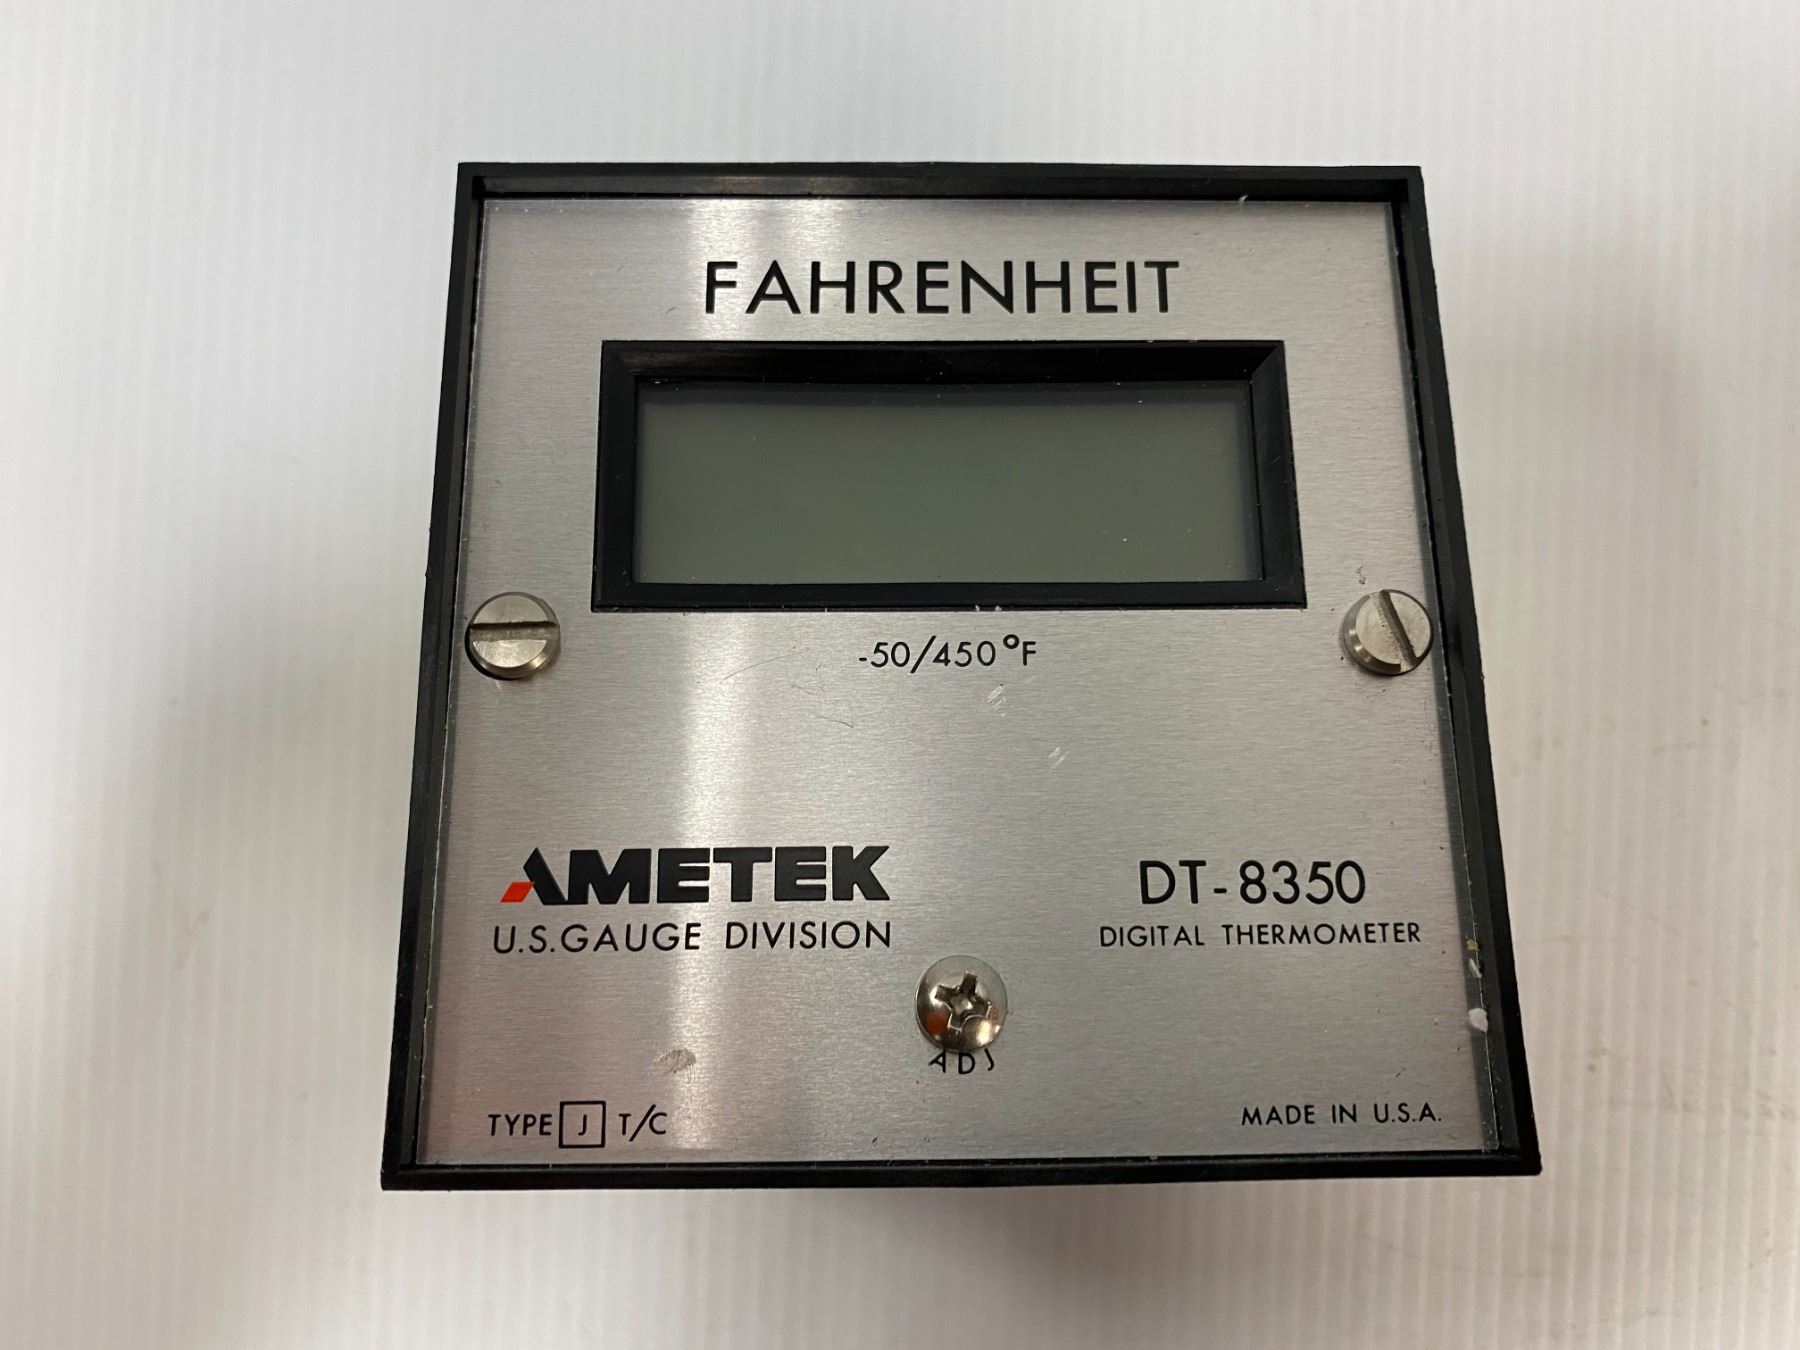 FAHRENHEIT
-50/450°F
AMETEK
U.S. GAUGE DIVISION
DT-8350
DIGITAL THERMOMETER
ADJ
TYPE J T/C
MADE IN U.S.A.